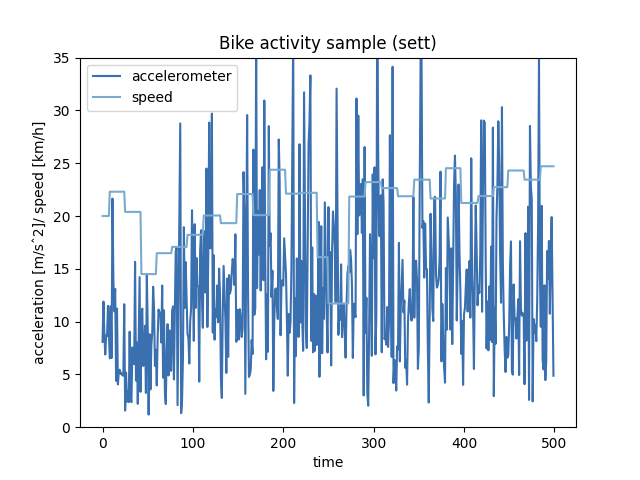 Bike activity sample (sett)
accelerometer
speed
acceleration [m/s^2]/ speed [km/h]
35
30
25
20
15
10
5
0
0 100 200 300 400 500
time